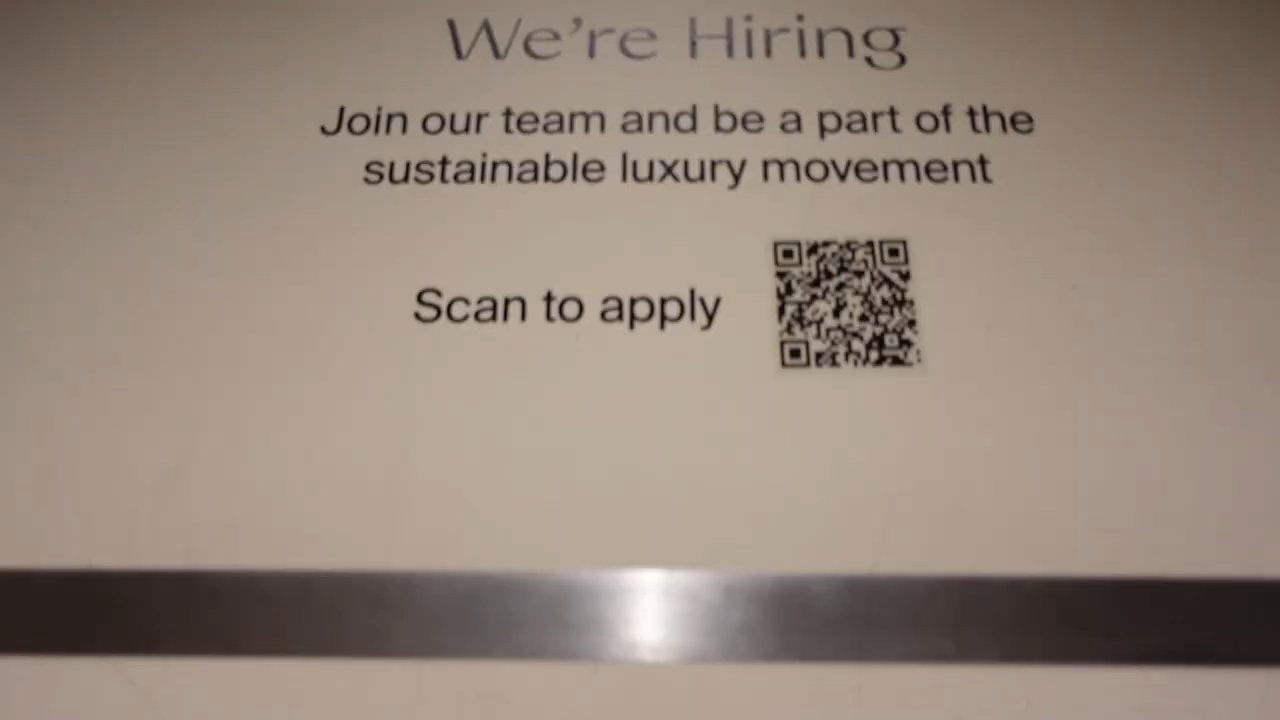 We're Hiring
Join our team and be a part of the
sustainable luxury movement
Scan to apply